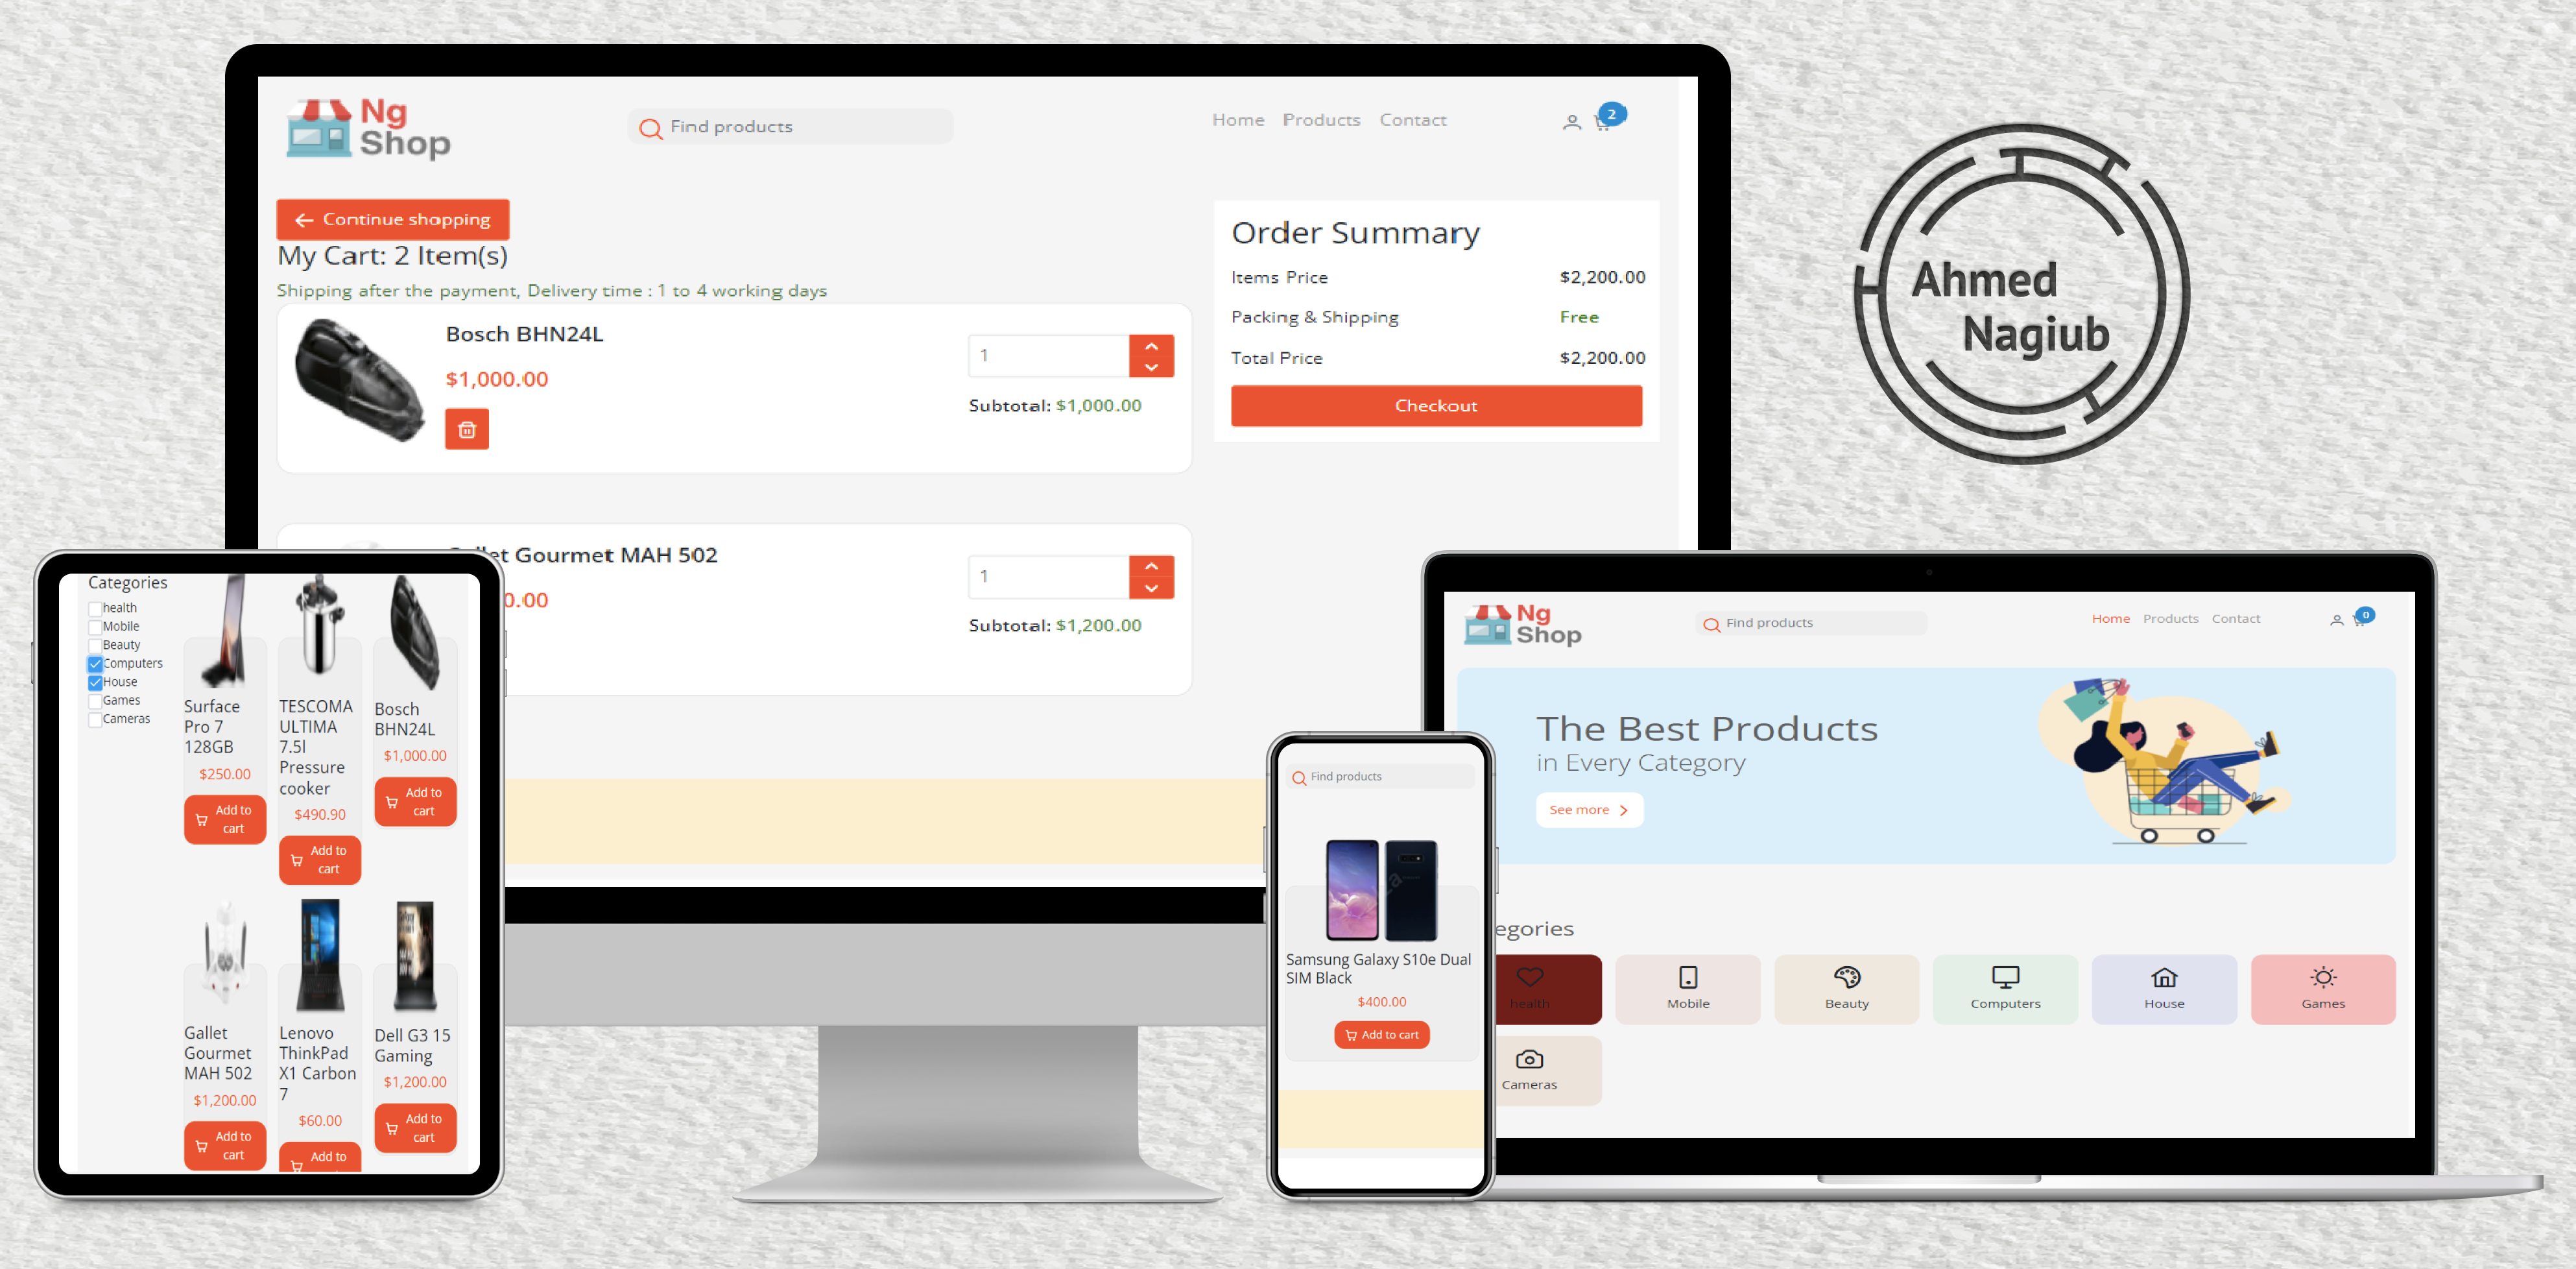 Ng
Shop
Find products
Home Products Contact
2
Continue shopping
My Cart: 2 Item(s)
Shipping after the payment, Delivery time : 1 to 4 working days
Bosch BHN24L
$1,000.00
1
Subtotal: $1,000.00
et Gourmet MAH 502
0.00
1
Subtotal: $1,200.00
Order Summary
Items Price $2,200.00
Packing & Shipping Free
Total Price $2,200.00
Checkout
Ahmed
Nagiub
Categories
health
Mobile
Beauty
Computers
House
Games
Cameras
Surface
Pro 7
128GB
$250.00
Add to
cart
TESCOMA
ULTIMA
7.5l
Pressure
cooker
$490.90
Add to
cart
Bosch
BHN24L
$1,000.00
Add to
cart
Gallet
Gourmet
MAH 502
$1,200.00
Add to
cart
Lenovo
ThinkPad
X1 Carbon
7
$60.00
Add to
Dell G3 15
Gaming
$1,200.00
Add to
cart
Find products
Samsung Galaxy S10e Dual
SIM Black
$400.00
Add to cart
Ng
Shop
Find products
Home Products Contact
0
The Best Products
in Every Category
See more
egories
health
Mobile
Beauty
Computers
House
Games
Cameras